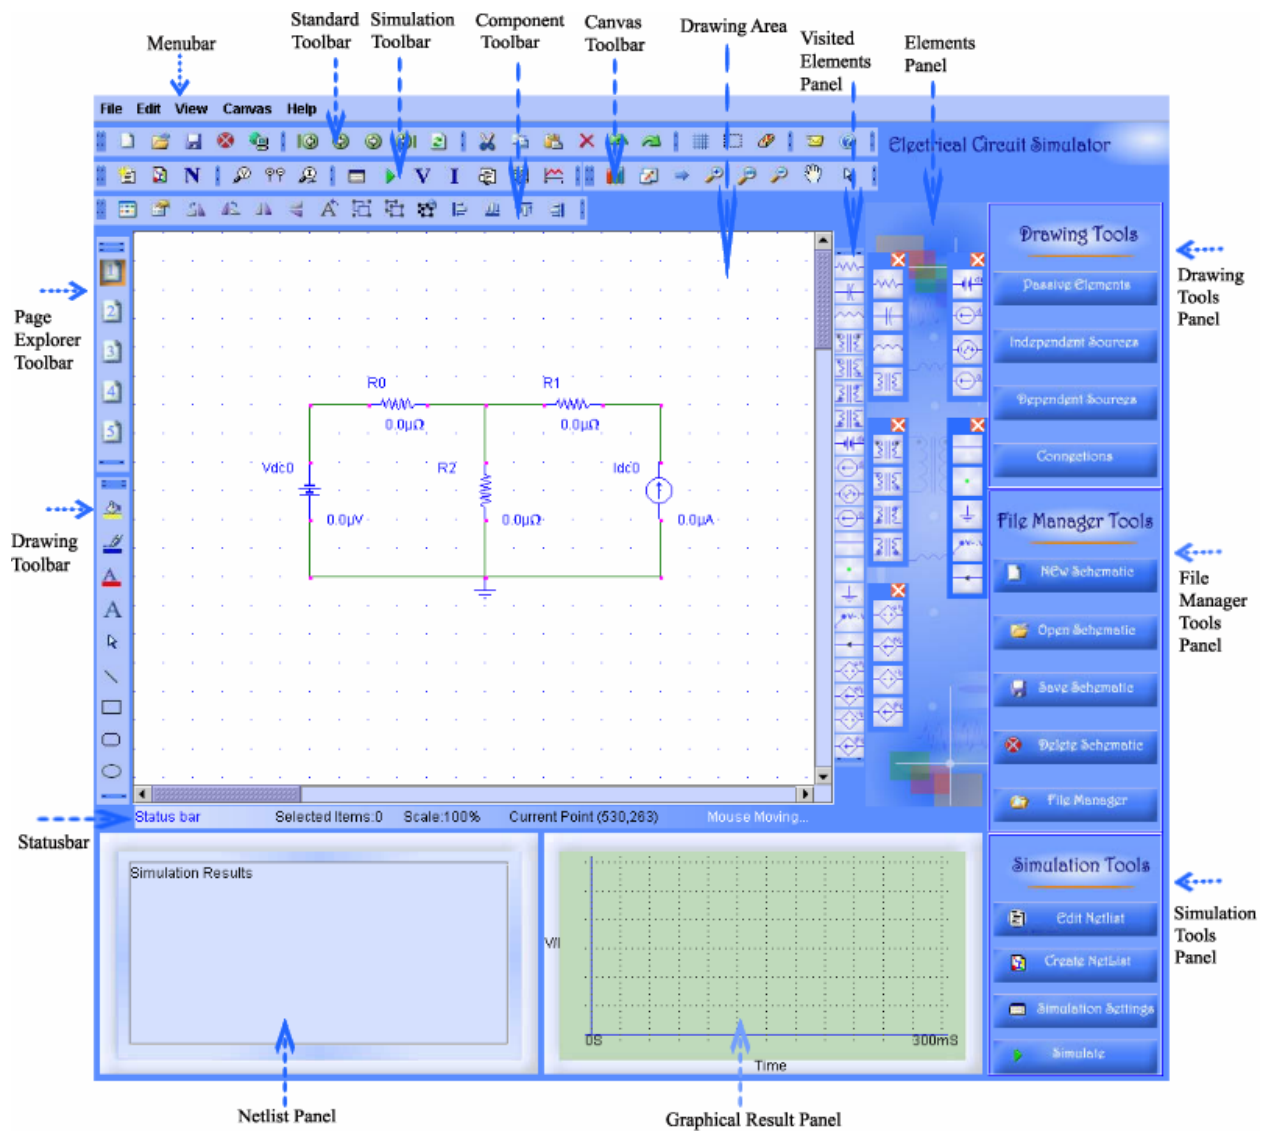 Standard
Toolbar
Simulation
Toolbar
Component
Toolbar
Canvas
Toolbar
Drawing Area
Visited
Elements
Panel
Elements
Panel
Menubar
File Edit View Canvas Help
Electrical Circuit Simulator
N
V I
A
Page
Explorer
Toolbar
1
2
3
4
5
Drawing
Toolbar
A
A
R0
0.0µΩ
R1
0.0µΩ
Vdc0
0.0µV
R2
0.0µΩ
Idc0
0.0µA
Drawing Tools
Passive Elements
Independent Sources
Dependent Sources
Connections
Drawing
Tools
Panel
File Manager Tools
New Schematic
Open Schematic
Save Schematic
Delete Schematic
File Manager
File
Manager
Tools
Panel
Statusbar
Status bar Selected Items:0 Scale:100% Current Point (530,263) Mouse Moving...
Simulation Results
V/I
0S 300mS
Time
Simulation Tools
Edit Netlist
Create NetList
Simulation Settings
Simulate
Simulation
Tools
Panel
Netlist Panel
Graphical Result Panel